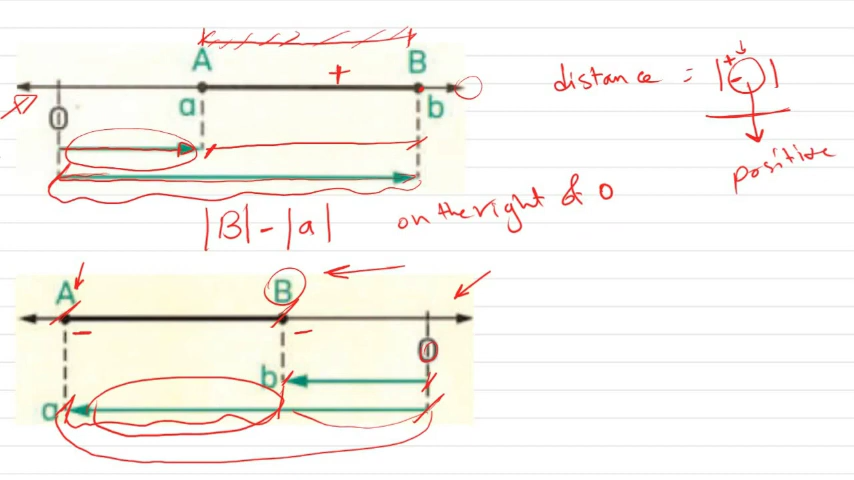 A + B
a b
0
distance = | + - |
positive
|B| - |a|
on the right of 0
A B
- -
0
b
a